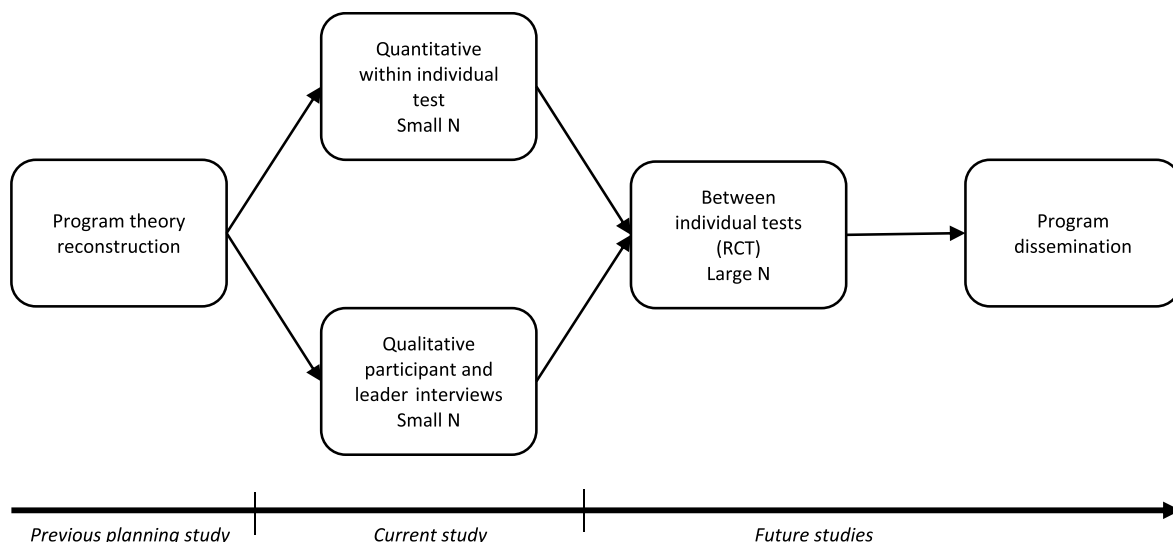 Program theory
reconstruction
Quantitative
within individual
test
Small N
Qualitative
participant and
leader interviews
Small N
Between
individual tests
(RCT)
Large N
Program
dissemination
Previous planning study
Current study
Future studies